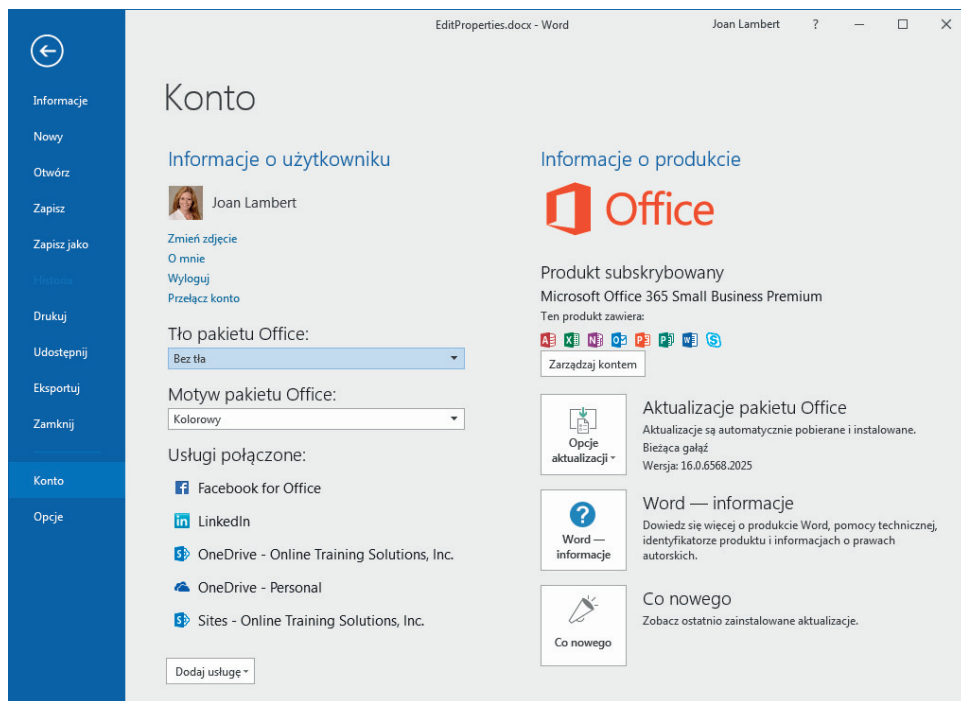 EditProperties.docx - Word
Joan Lambert
?
Informacje
Nowy
Otwórz
Zapisz
Zapisz jako
Historia
Drukuj
Udostępnij
Eksportuj
Zamknij
Konto
Opcje
Konto
Informacje o użytkowniku
Joan Lambert
Zmień zdjęcie
O mnie
Wyloguj
Przełącz konto
Tło pakietu Office:
Bez tła
Motyw pakietu Office:
Kolorowy
Usługi połączone:
Facebook for Office
LinkedIn
OneDrive - Online Training Solutions, Inc.
OneDrive - Personal
Sites - Online Training Solutions, Inc.
Dodaj usługę
Informacje o produkcie
Office
Produkt subskrybowany
Microsoft Office 365 Small Business Premium
Ten produkt zawiera:
Zarządzaj kontem
Opcje
aktualizacji
Aktualizacje pakietu Office
Aktualizacje są automatycznie pobierane i instalowane.
Bieżąca gałąź
Wersja: 16.0.6568.2025
Word —
informacje
Word — informacje
Dowiedz się więcej o produkcie Word, pomocy technicznej,
identyfikatorze produktu i informacjach o prawach
autorskich.
Co nowego
Co nowego
Zobacz ostatnio zainstalowane aktualizacje.